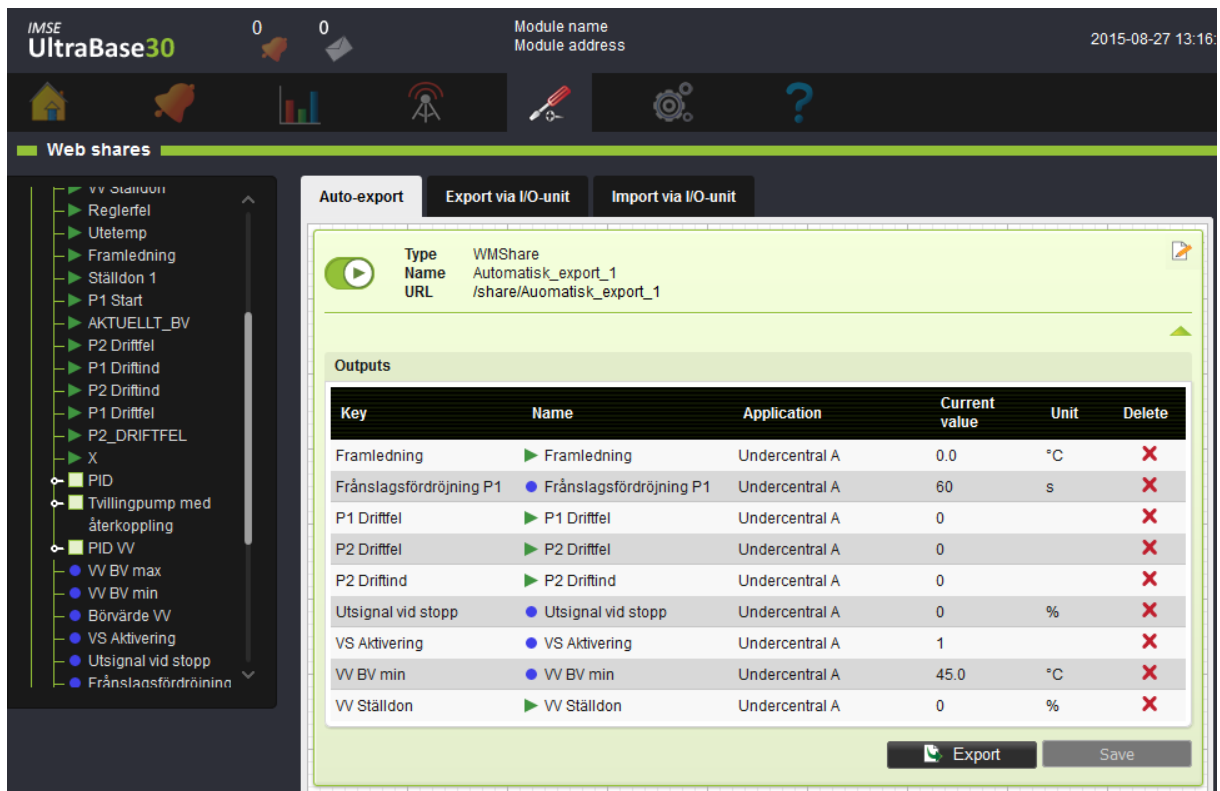 IMSE
UltraBase30
0
0
Module name
Module address
2015-08-27 13:16:
Web shares
VV Ställdon
Reglerfel
Utetemp
Framledning
Ställdon 1
P1 Start
AKTUELLT_BV
P2 Driftfel
P1 Driftind
P2 Driftind
P1 Driftfel
P2_DRIFTFEL
X
PID
Tvillingpump med
återkoppling
PID VV
VV BV max
VV BV min
Börvärde VV
VS Aktivering
Utsignal vid stopp
Frånslagsfördröjning
Auto-export Export via I/O-unit Import via I/O-unit
Type WMShare
Name Automatisk_export_1
URL /share/Auomatisk_export_1
Outputs
Key Name Application Current value Unit Delete
Framledning Framledning Undercentral A 0.0 °C
Frånslagsfördröjning P1 Frånslagsfördröjning P1 Undercentral A 60 s
P1 Driftfel P1 Driftfel Undercentral A 0
P2 Driftfel P2 Driftfel Undercentral A 0
P2 Driftind P2 Driftind Undercentral A 0
Utsignal vid stopp Utsignal vid stopp Undercentral A 0 %
VS Aktivering VS Aktivering Undercentral A 1
VV BV min VV BV min Undercentral A 45.0 °C
VV Ställdon VV Ställdon Undercentral A 0 %
Export Save